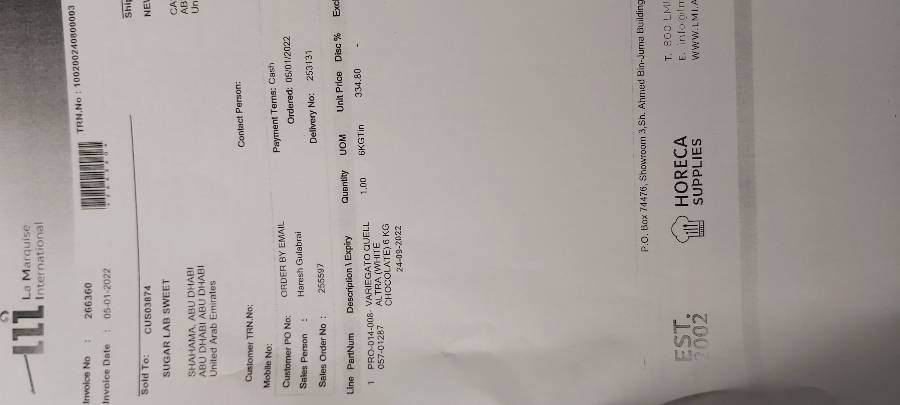 La Marquise
International
Invoice No : 266360
TRN.No : 100200240800003
Invoice Date : 05-01-2022
Sold To: CUS03874
Ship
SUGAR LAB SWEET
NEW
SHAHAMA, ABU DHABI
ABU DHABI ABU DHABI
United Arab Emirates
CA
AB
Un
Customer TRN.No:
Contact Person:
Mobile No:
Customer PO No: ORDER BY EMAIL
Payment Terms: Cash
Sales Person : Haresh Gulabrai
Ordered: 05/01/2022
Sales Order No : 255597
Delivery No: 253131
Line PartNum Description \ Expiry Quantity UOM Unit Price Disc % Excl
1 PRO-014-008- VARIEGATO QUELL 1.00 6KGTin 334.80 -
057-01287 ALTRA (WHITE
CHOCOLATE) 6 KG
24-09-2022
P.O. Box 74476, Showroom 3,Sh. Ahmed Bin-Juma Building
EST.
2002
HORECA
SUPPLIES
T. 800 LMI
E. info@lm
WWW.LMI.A